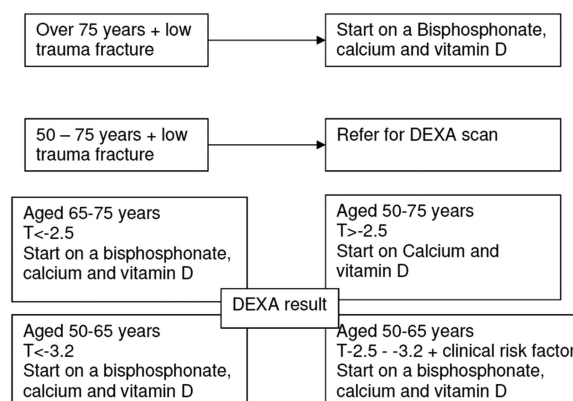 Over 75 years + low
trauma fracture
Start on a Bisphosphonate,
calcium and vitamin D
50 – 75 years + low
trauma fracture
Refer for DEXA scan
Aged 65-75 years
T<-2.5
Start on a bisphosphonate,
calcium and vitamin D
Aged 50-75 years
T>-2.5
Start on Calcium and
vitamin D
DEXA result
Aged 50-65 years
T<-3.2
Start on a bisphosphonate,
calcium and vitamin D
Aged 50-65 years
T-2.5 - -3.2 + clinical risk factor
Start on a bisphosphonate,
calcium and vitamin D